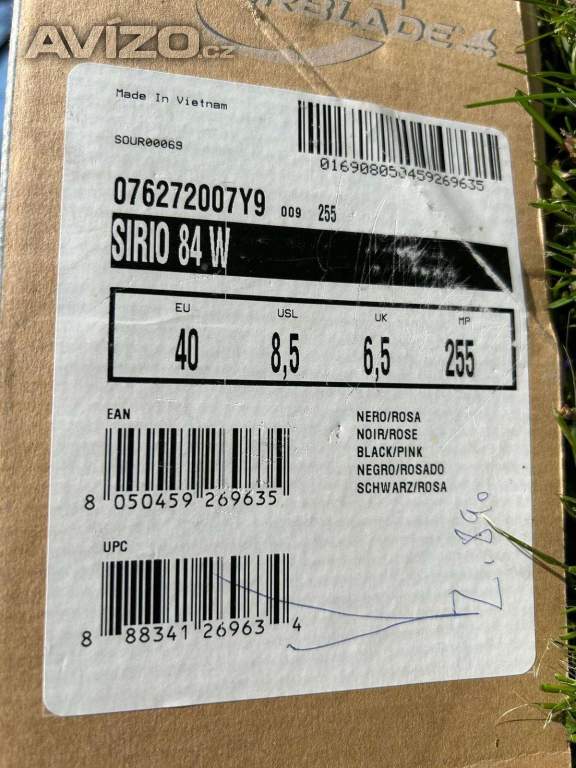 AVÍZO.cz
RBLADE
Made In Vietnam
SOUR00069
016908050459269635
076272007Y9 009 255
SIRIO 84 W
EU USL UK MP
40 8,5 6,5 255
EAN
8 050459 269635
NERO/ROSA
NOIR/ROSE
BLACK/PINK
NEGRO/ROSADO
SCHWARZ/ROSA
UPC
8 88341 26963 4